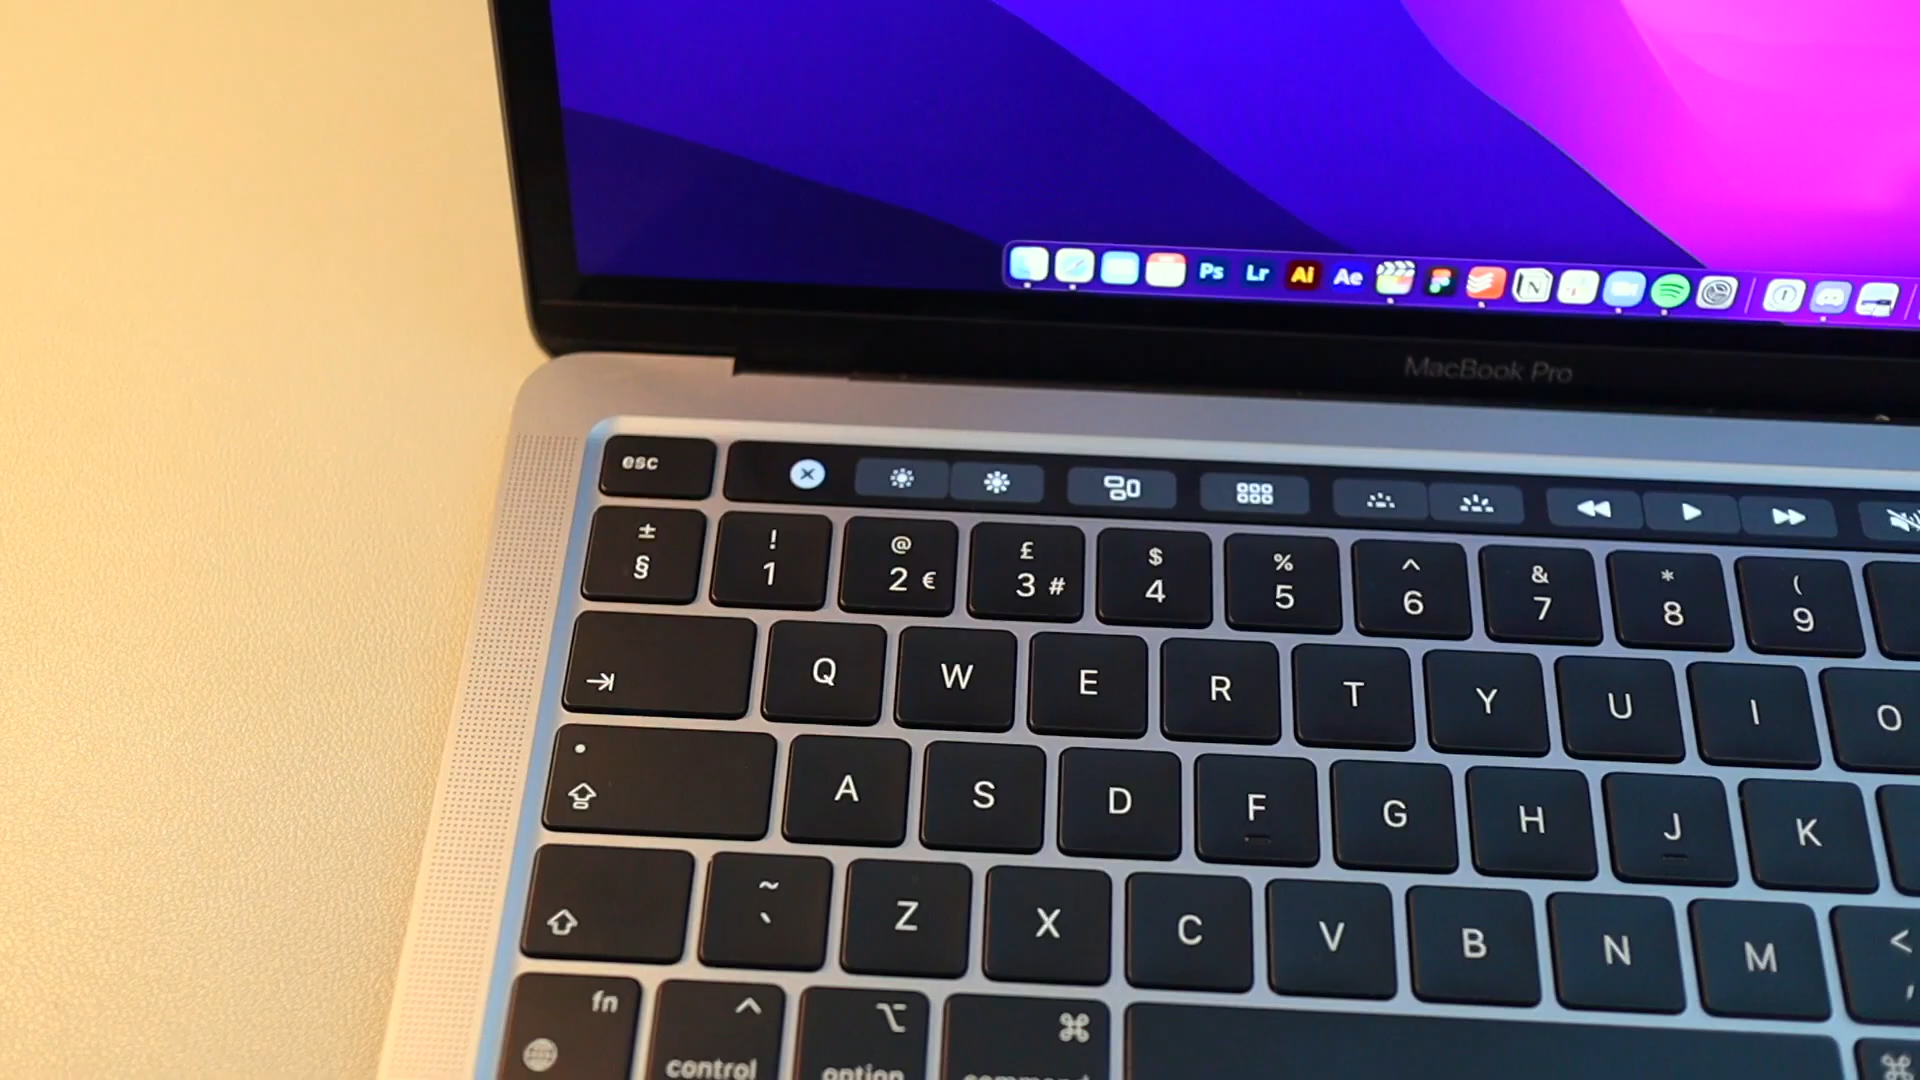 Ps Lr Ai Ae
MacBook Pro
esc
± ! @ £ $ % ^ & * (
§ 1 2 € 3 # 4 5 6 7 8 9
Q W E R T Y U I O
A S D F G H J K
~ <
` Z X C V B N M ,
fn ^ ⌥ ⌘
control option command ⌘